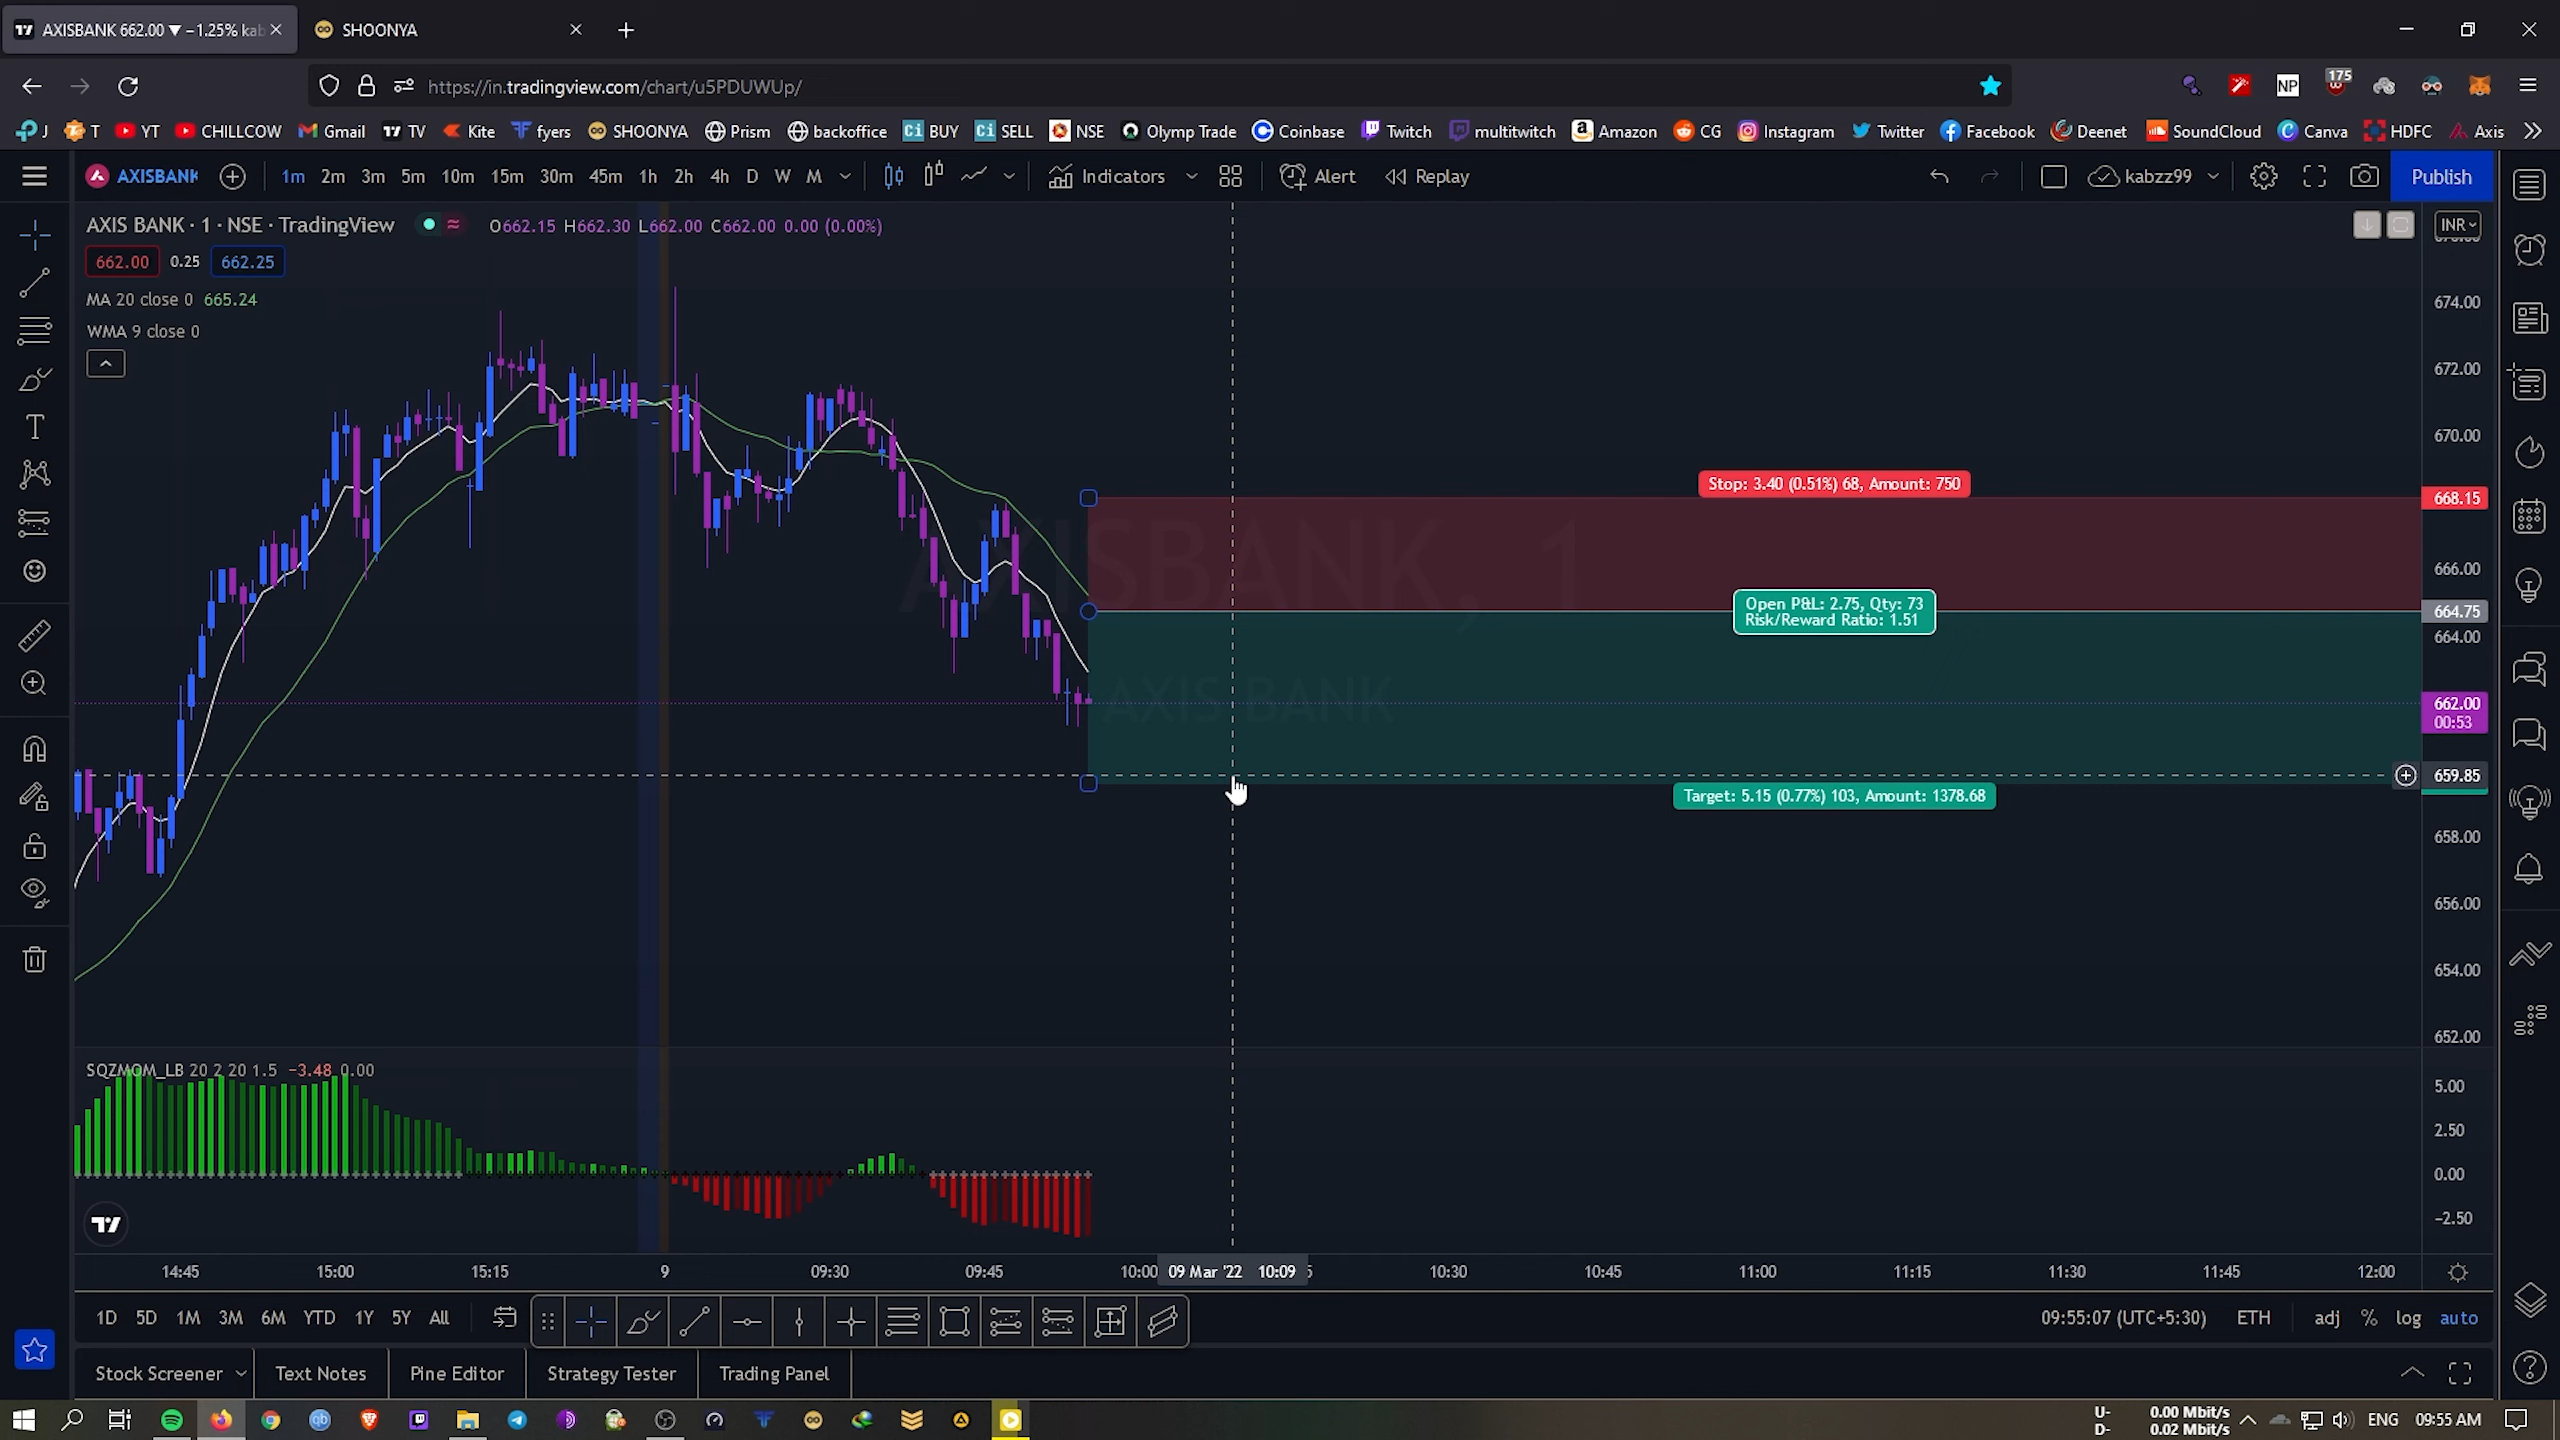 AXISBANK 662.00 ▼ −1.25% kab
SHOONYA
https://in.tradingview.com/chart/u5PDUWUp/
NP
175
J
T
YT
CHILLCOW
Gmail
TV
Kite
fyers
SHOONYA
Prism
backoffice
Ci BUY
Ci SELL
NSE
Olymp Trade
Coinbase
Twitch
multitwitch
Amazon
CG
Instagram
Twitter
Facebook
Deenet
SoundCloud
Canva
HDFC
Axis
AXISBANK
1m 2m 3m 5m 10m 15m 30m 45m 1h 2h 4h D W M
Indicators
Alert
Replay
kabzz99
Publish
AXIS BANK · 1 · NSE · TradingView
O662.15 H662.30 L662.00 C662.00 0.00 (0.00%)
INR
662.00 0.25 662.25
MA 20 close 0 665.24
WMA 9 close 0
674.00
672.00
670.00
Stop: 3.40 (0.51%) 68, Amount: 750
668.15
AXISBANK, 1
666.00
Open P&L: 2.75, Qty: 73
Risk/Reward Ratio: 1.51
664.75
664.00
AXIS BANK
662.00
00:53
659.85
Target: 5.15 (0.77%) 103, Amount: 1378.68
658.00
656.00
654.00
652.00
SQZMOM_LB 20 2 20 1.5 −3.48 0.00
5.00
2.50
0.00
−2.50
14:45 15:00 15:15 9 09:30 09:45 10:00 09 Mar '22 10:09 10:30 10:45 11:00 11:15 11:30 11:45 12:00
1D 5D 1M 3M 6M YTD 1Y 5Y All
09:55:07 (UTC+5:30) ETH adj % log auto
Stock Screener
Text Notes
Pine Editor
Strategy Tester
Trading Panel
U- 0.00 Mbit/s
D- 0.02 Mbit/s
ENG
09:55 AM